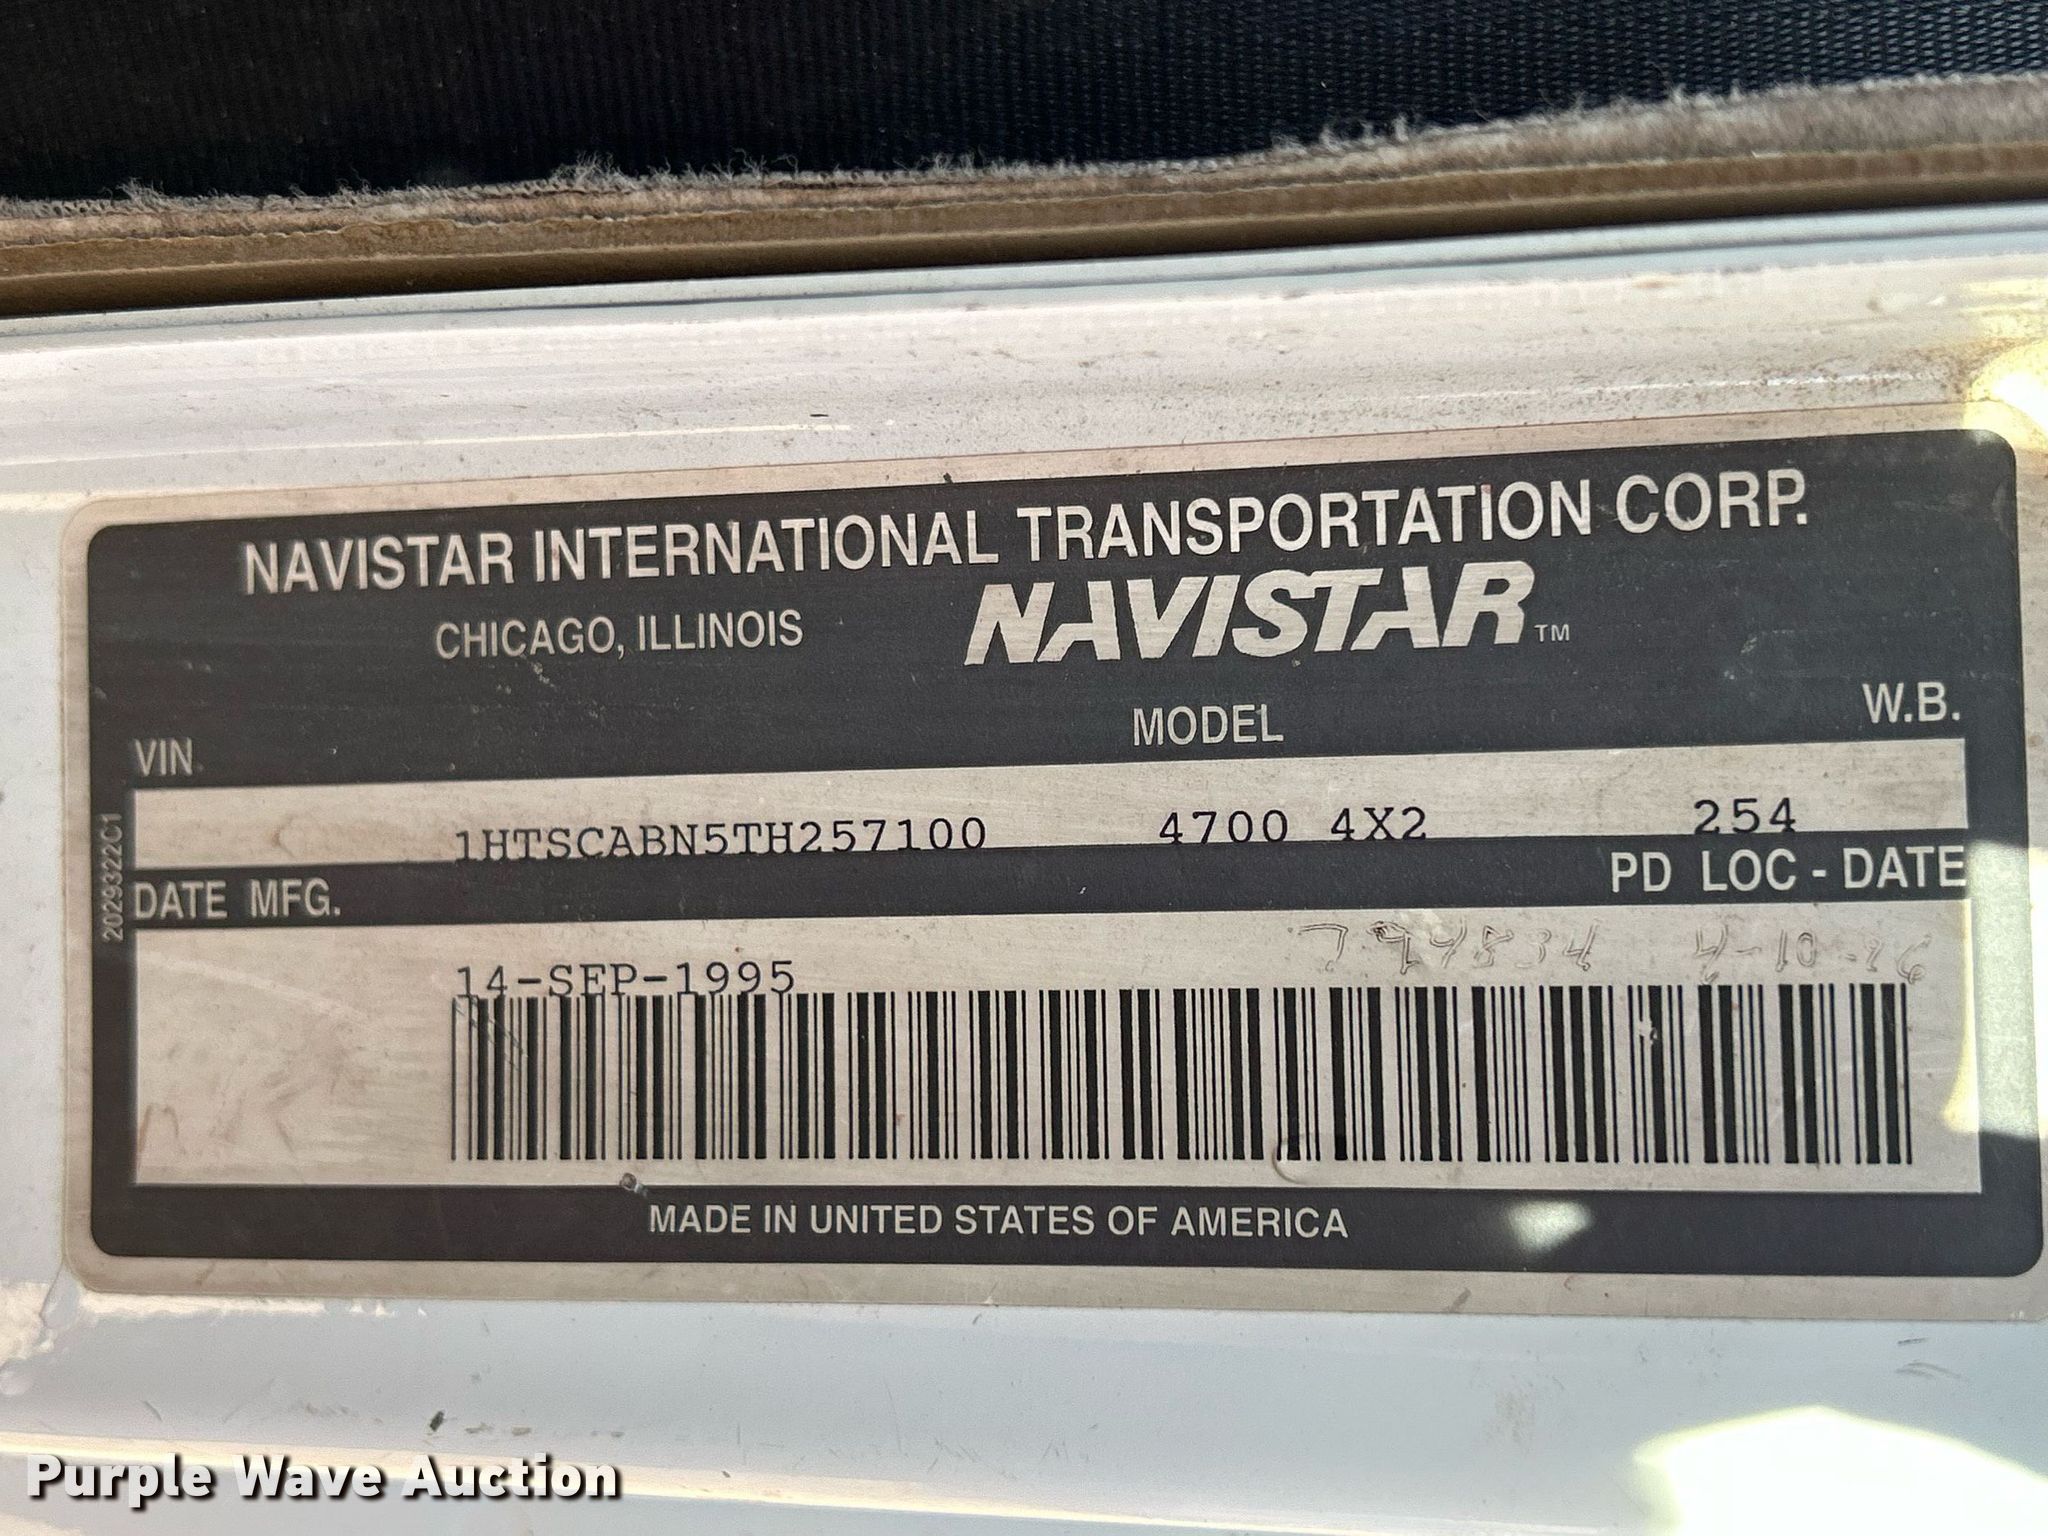 NAVISTAR INTERNATIONAL TRANSPORTATION CORP.
CHICAGO, ILLINOIS NAVISTAR™
VIN MODEL W.B.
1HTSCABN5TH257100 4700 4X2 254
2029322C1
DATE MFG. PD LOC - DATE
14-SEP-1995
MADE IN UNITED STATES OF AMERICA
Purple Wave Auction